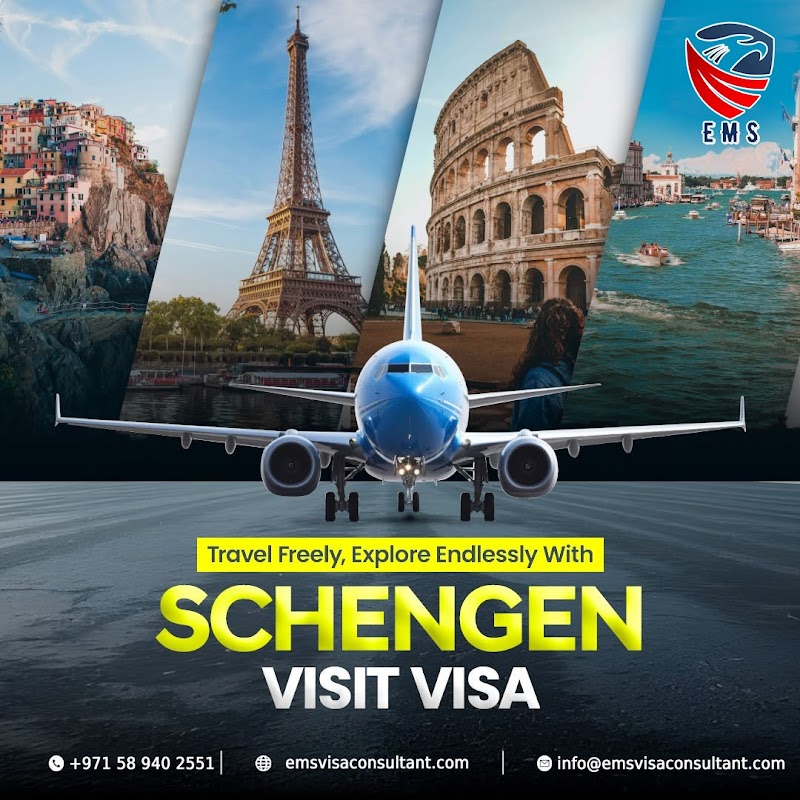 EMS
Travel Freely, Explore Endlessly With
SCHENGEN
VISIT VISA
+971 58 940 2551 | emsvisaconsultant.com | info@emsvisaconsultant.com